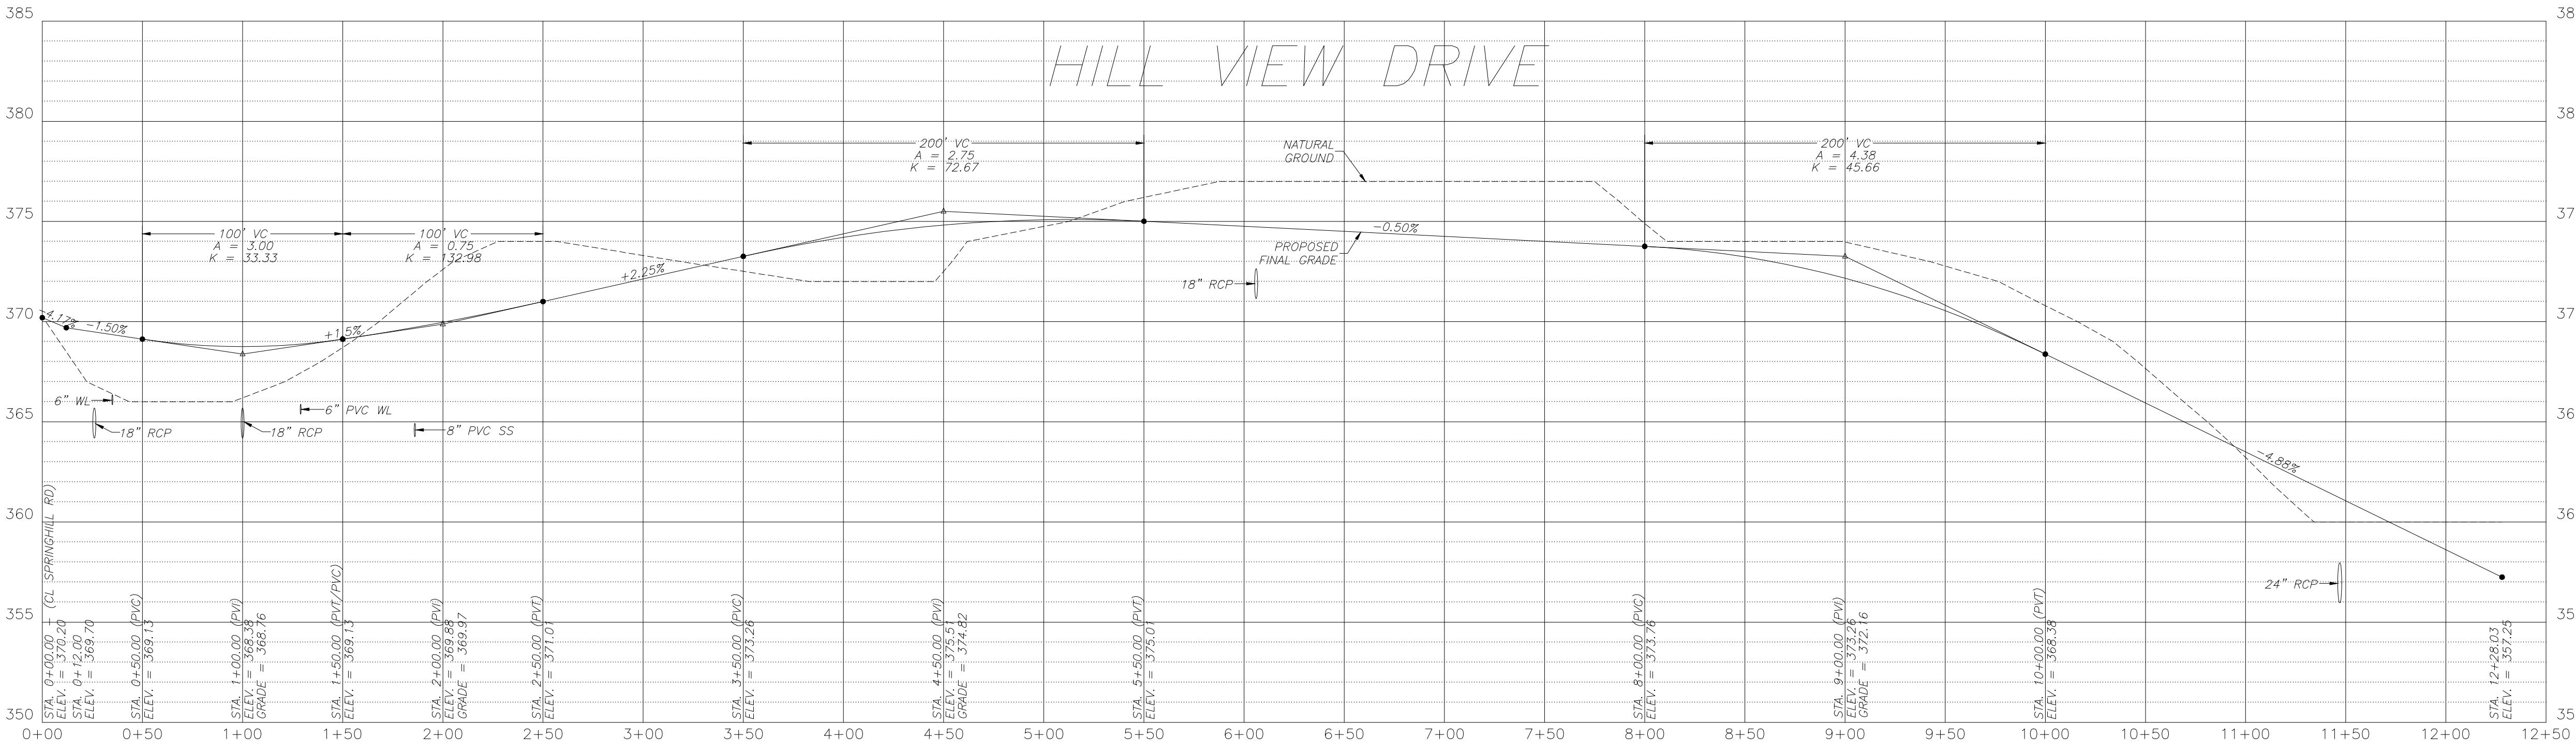 HILL VIEW DRIVE
385
380
375
370
365
360
355
350
38
38
37
37
36
36
35
35
200' VC
A = 2.75
K = 72.67
NATURAL
GROUND
200' VC
A = 4.38
K = 45.66
100' VC
A = 3.00
K = 33.33
100' VC
A = 0.75
K = 132.98
-0.50%
PROPOSED
FINAL GRADE
+2.25%
18" RCP
-4.17%
-1.50%
+1.5%
6" WL
6" PVC WL
18" RCP
18" RCP
8" PVC SS
-4.88%
24" RCP
STA. 0+00.00 - (CL SPRINGHILL RD)
ELEV. = 370.20
STA. 0+12.00
ELEV. = 369.70
STA. 0+50.00 (PVC)
ELEV. = 369.13
STA. 1+00.00 (PVI)
ELEV. = 368.38
GRADE = 368.76
STA. 1+50.00 (PVT/PVC)
ELEV. = 369.13
STA. 2+00.00 (PVI)
ELEV. = 369.88
GRADE = 369.97
STA. 2+50.00 (PVT)
ELEV. = 371.01
STA. 3+50.00 (PVC)
ELEV. = 373.26
STA. 4+50.00 (PVI)
ELEV. = 375.51
GRADE = 374.82
STA. 5+50.00 (PVT)
ELEV. = 375.01
STA. 8+00.00 (PVC)
ELEV. = 373.76
STA. 9+00.00 (PVI)
ELEV. = 373.26
GRADE = 372.16
STA. 10+00.00 (PVT)
ELEV. = 368.38
STA. 12+28.03
ELEV. = 357.25
0+00 0+50 1+00 1+50 2+00 2+50 3+00 3+50 4+00 4+50 5+00 5+50 6+00 6+50 7+00 7+50 8+00 8+50 9+00 9+50 10+00 10+50 11+00 11+50 12+00 12+50